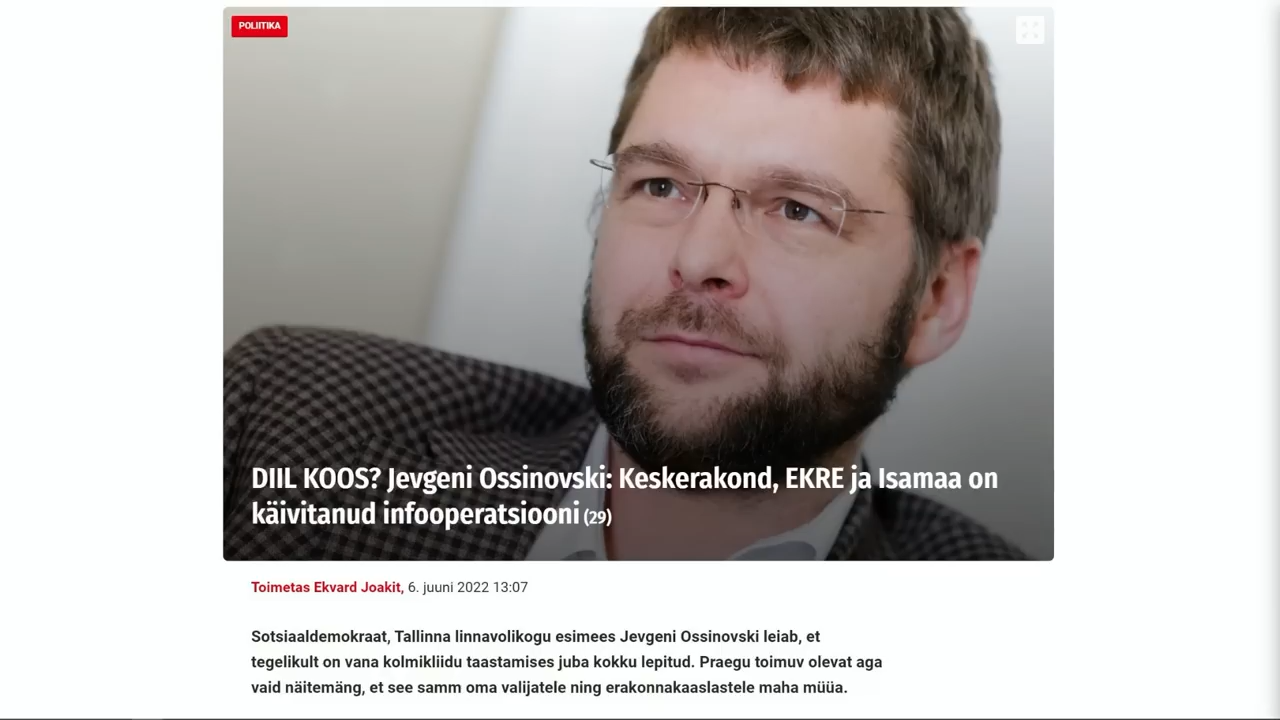 POLIITIKA
DIIL KOOS? Jevgeni Ossinovski: Keskerakond, EKRE ja Isamaa on
käivitanud infooperatsiooni (29)
Toimetas Ekvard Joakit, 6. juuni 2022 13:07
Sotsiaaldemokraat, Tallinna linnavolikogu esimees Jevgeni Ossinovski leiab, et
tegelikult on vana kolmikliidu taastamises juba kokku lepitud. Praegu toimuv olevat aga
vaid näitemäng, et see samm oma valijatele ning erakonnakaaslastele maha müüa.